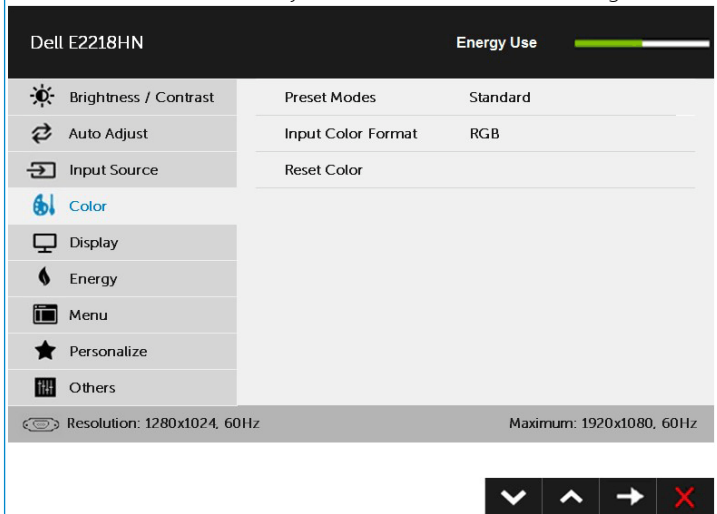 Dell E2218HN Energy Use
Brightness / Contrast Preset Modes Standard
Auto Adjust Input Color Format RGB
Input Source Reset Color
Color
Display
Energy
Menu
Personalize
Others
Resolution: 1280x1024, 60Hz Maximum: 1920x1080, 60Hz